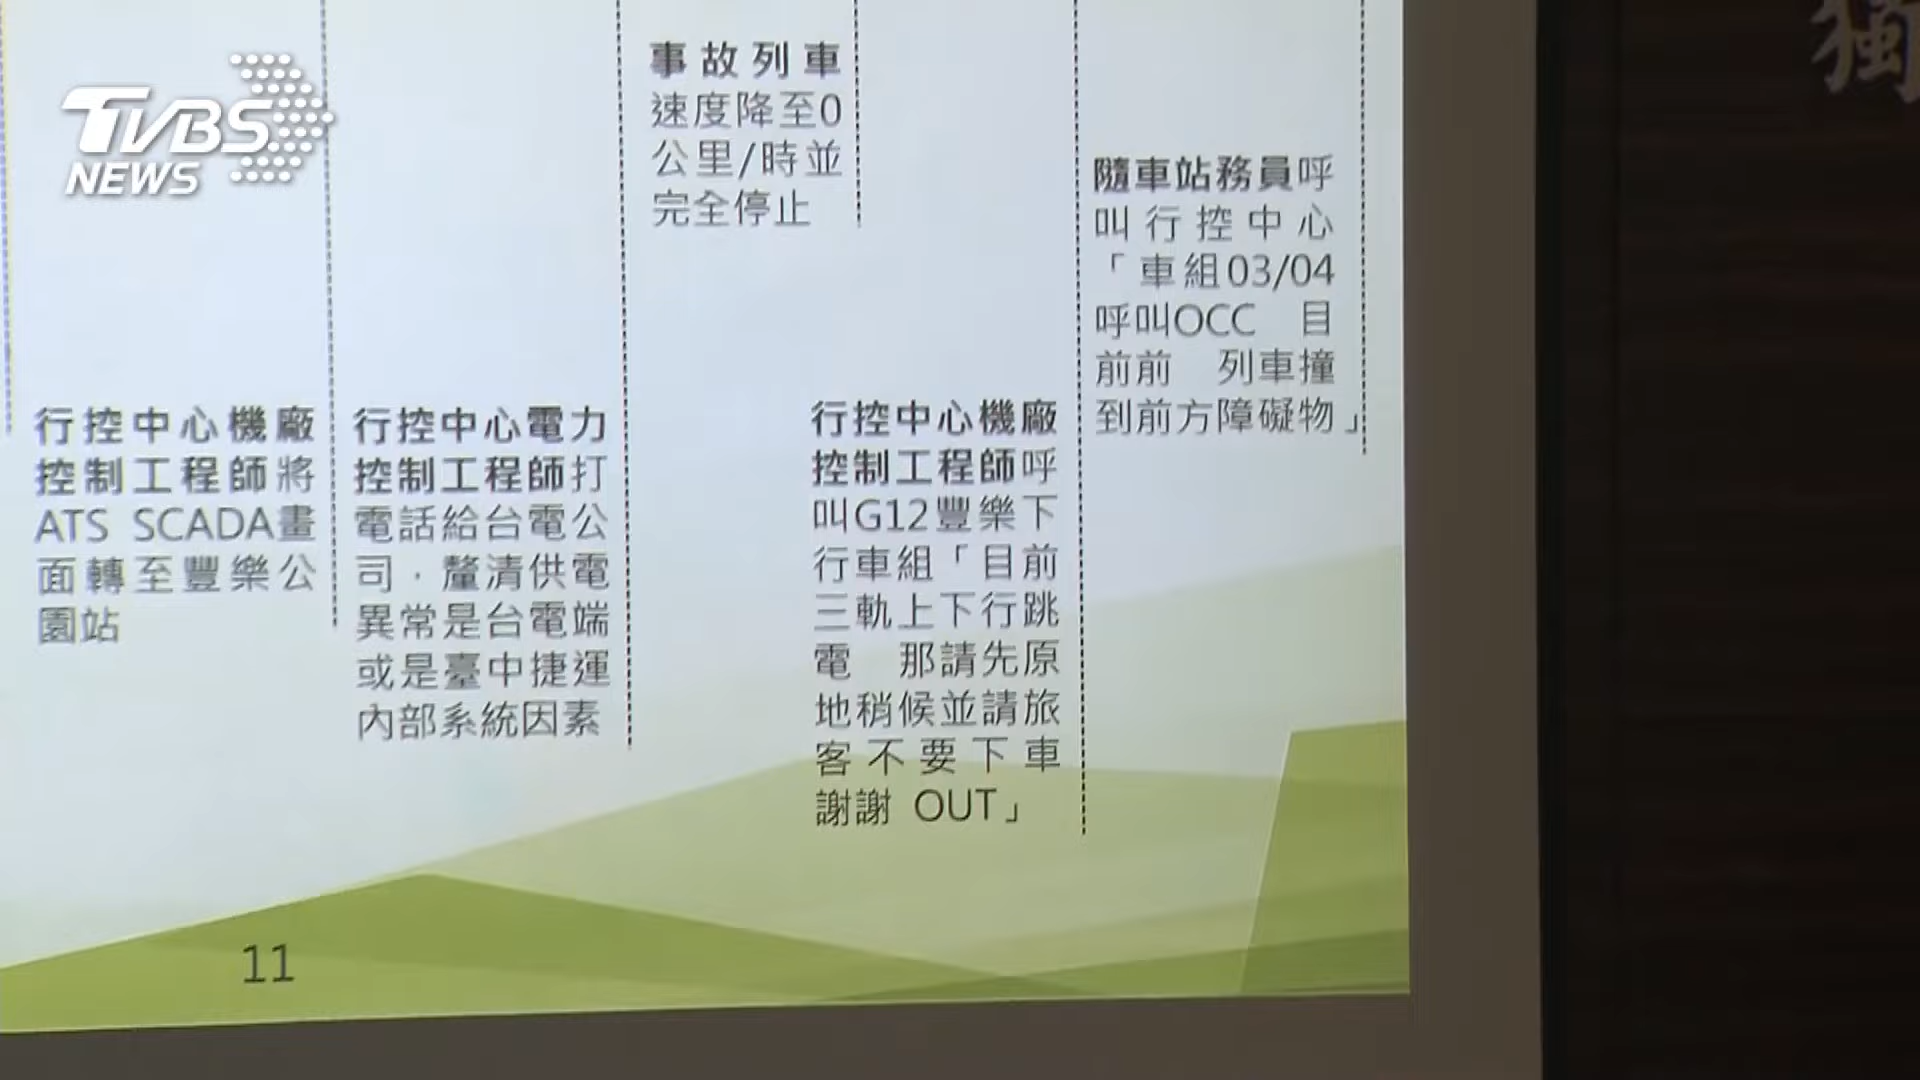 TVBS
NEWS
獨
事故列車
速度降至0
公里/時並
完全停止
隨車站務員呼
叫行控中心
「車組03/04
呼叫OCC 目
前前 列車撞
到前方障礙物」
行控中心機廠
控制工程師將
ATS SCADA畫
面轉至豐樂公
園站
行控中心電力
控制工程師打
電話給台電公
司，釐清供電
異常是台電端
或是臺中捷運
內部系統因素
行控中心機廠
控制工程師呼
叫G12豐樂下
行車組「目前
三軌上下行跳
電 那請先原
地稍候並請旅
客不要下車
謝謝 OUT」
11